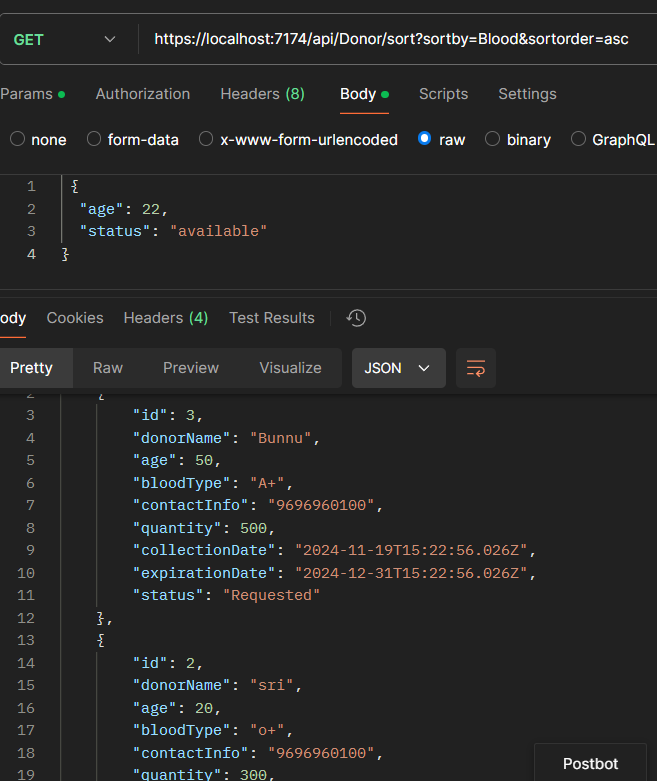 GET https://localhost:7174/api/Donor/sort?sortby=Blood&sortorder=asc
Params Authorization Headers (8) Body Scripts Settings
none form-data x-www-form-urlencoded raw binary GraphQL
1 {
2 "age": 22,
3 "status": "available"
4 }
ody Cookies Headers (4) Test Results
Pretty Raw Preview Visualize JSON
2 {
3 "id": 3,
4 "donorName": "Bunnu",
5 "age": 50,
6 "bloodType": "A+",
7 "contactInfo": "9696960100",
8 "quantity": 500,
9 "collectionDate": "2024-11-19T15:22:56.026Z",
10 "expirationDate": "2024-12-31T15:22:56.026Z",
11 "status": "Requested"
12 },
13 {
14 "id": 2,
15 "donorName": "sri",
16 "age": 20,
17 "bloodType": "o+",
18 "contactInfo": "9696960100",
19 "quantity": 300,
Postbot